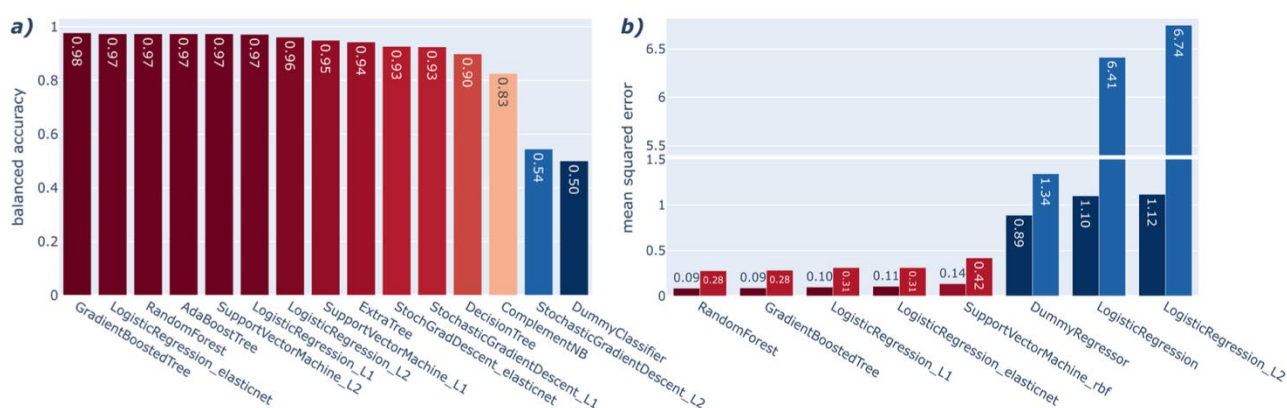 a)
balanced accuracy
1
0.8
0.6
0.4
0.2
0
0.98
0.97
0.97
0.97
0.97
0.97
0.96
0.95
0.94
0.93
0.93
0.90
0.83
0.54
0.50
GradientBoostedTree
LogisticRegression_elasticnet
RandomForest
AdaBoostTree
SupportVectorMachine_L2
LogisticRegression_L1
LogisticRegression_L2
SupportVectorMachine_L1
ExtraTree
StochGradDescent_elasticnet
StochasticGradientDescent_L1
DecisionTree
ComplementNB
StochasticGradientDescent_L2
DummyClassifier
b)
mean squared error
6.5
6
5.5
1.5
1
0.5
0
0.09
0.28
0.09
0.28
0.10
0.31
0.11
0.31
0.14
0.42
0.89
1.34
1.10
6.41
1.12
6.74
RandomForest
GradientBoostedTree
LogisticRegression_L1
LogisticRegression_elasticnet
SupportVectorMachine_rbf
DummyRegressor
LogisticRegression
LogisticRegression_L2